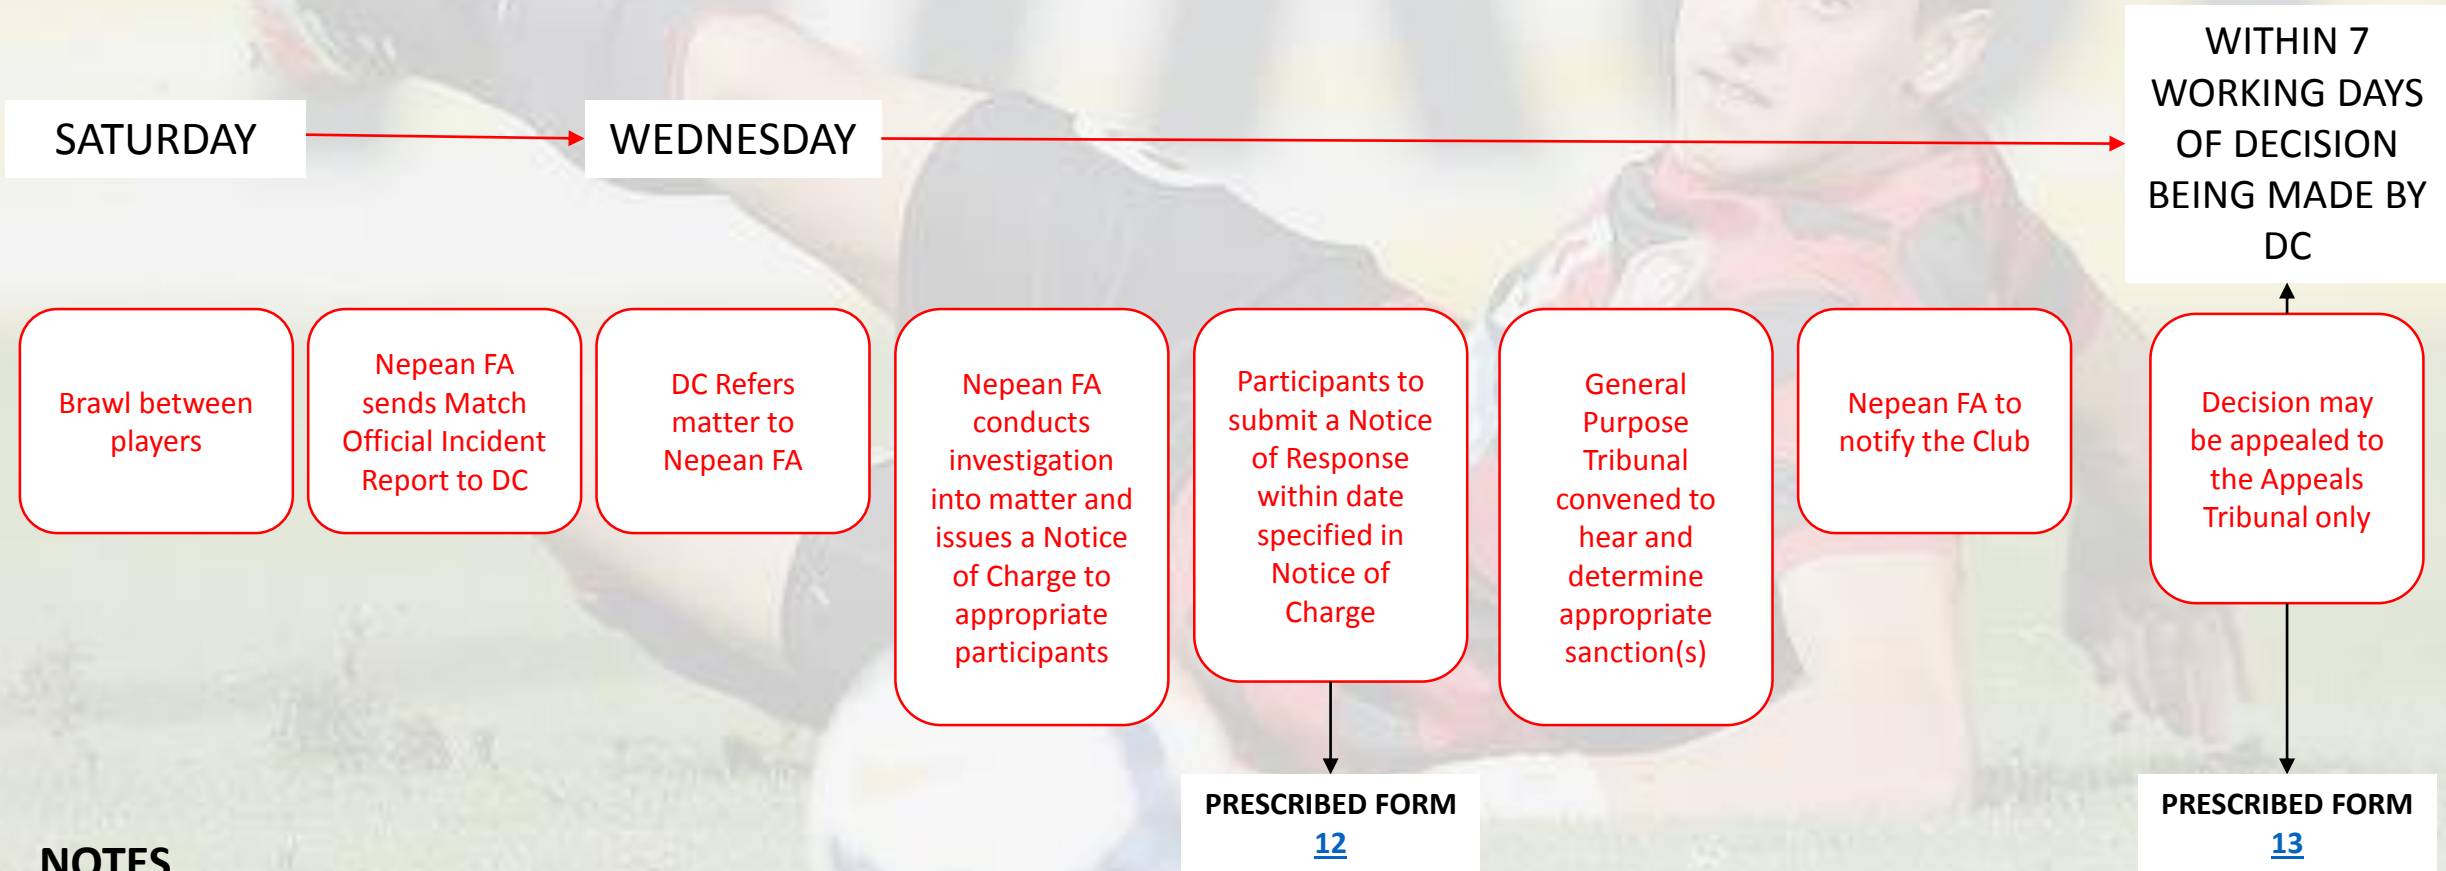 SATURDAY
WEDNESDAY
WITHIN 7
WORKING DAYS
OF DECISION
BEING MADE BY
DC
Brawl between
players
Nepean FA
sends Match
Official Incident
Report to DC
DC Refers
matter to
Nepean FA
Nepean FA
conducts
investigation
into matter and
issues a Notice
of Charge to
appropriate
participants
Participants to
submit a Notice
of Response
within date
specified in
Notice of
Charge
General
Purpose
Tribunal
convened to
hear and
determine
appropriate
sanction(s)
Nepean FA to
notify the Club
Decision may
be appealed to
the Appeals
Tribunal only
PRESCRIBED FORM
12
PRESCRIBED FORM
13
NOTES